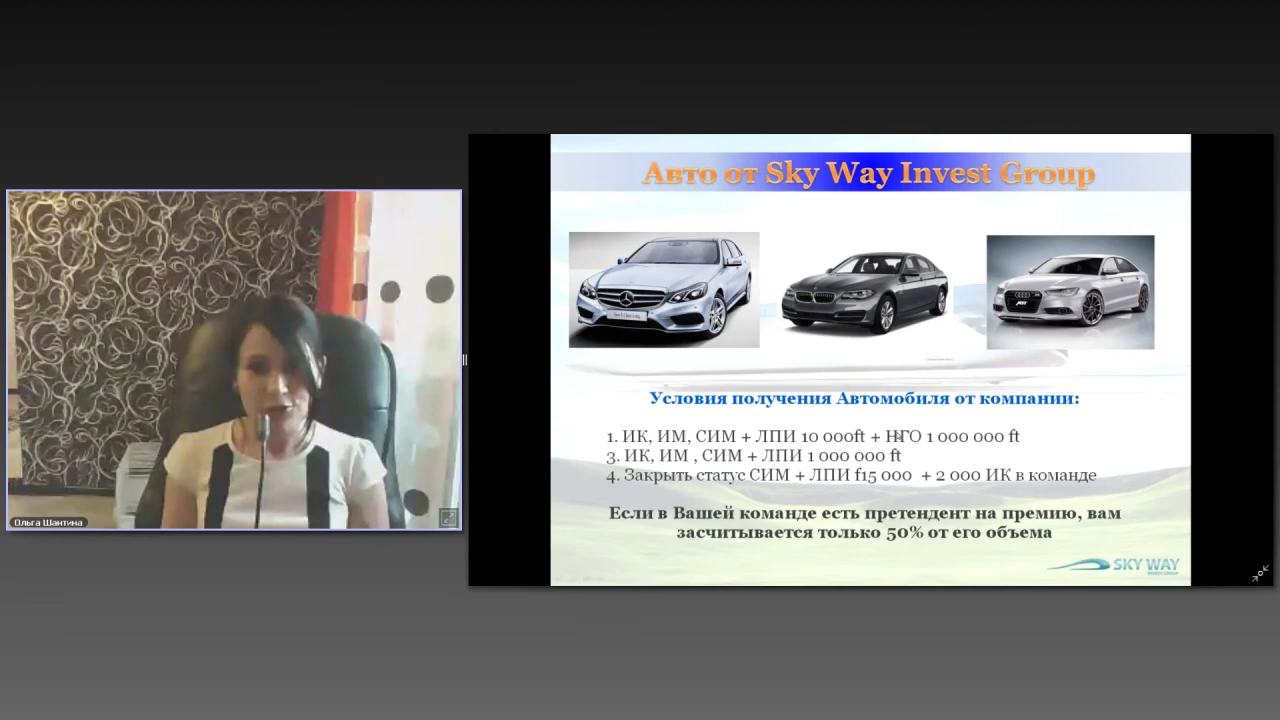 Авто от Sky Way Invest Group
Условия получения Автомобиля от компании:
1. ИК, ИМ, СИМ + ЛПИ 10 000ft + НГО 1 000 000 ft
3. ИК, ИМ , СИМ + ЛПИ 1 000 000 ft
4. Закрыть статус СИМ + ЛПИ f15 000 + 2 000 ИК в команде
Если в Вашей команде есть претендент на премию, вам
засчитывается только 50% от его объема
SKY WAY
INVEST GROUP
Ольга Шантина